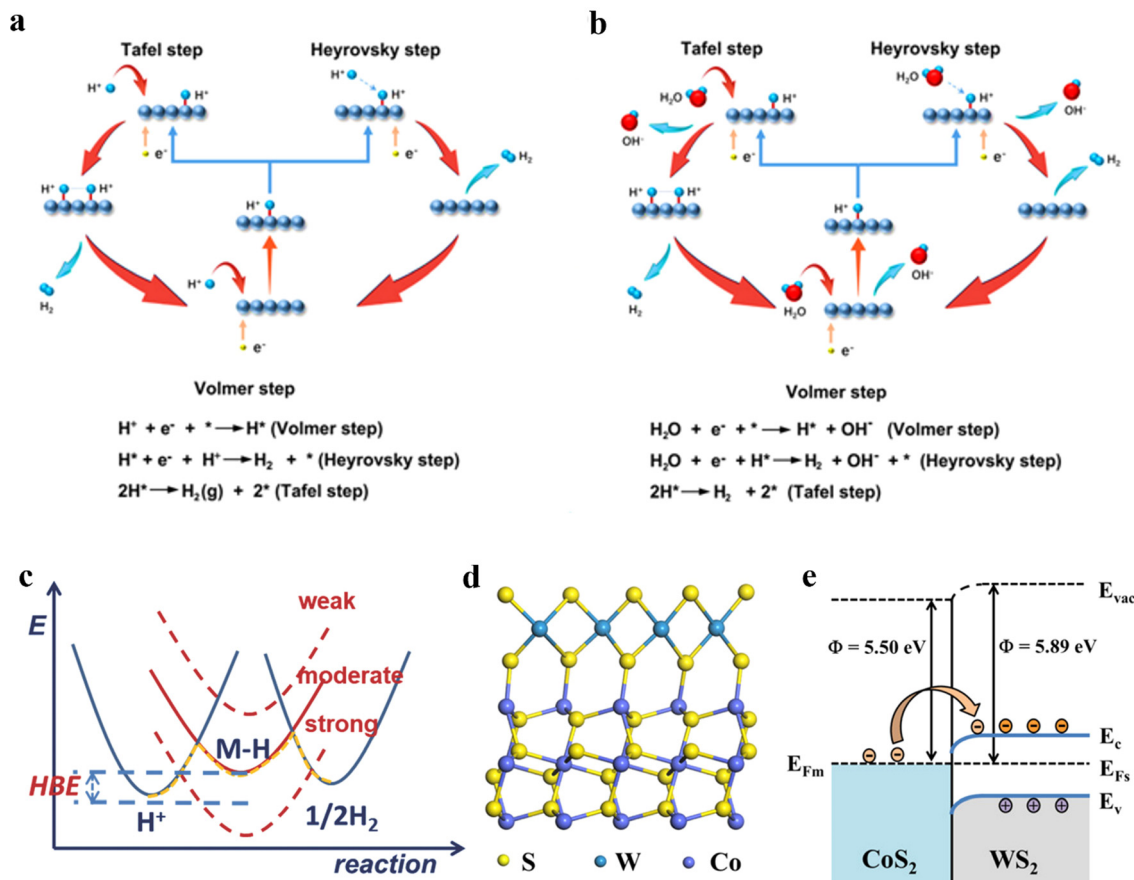 a
Tafel step
Heyrovsky step
H⁺
H⁺
H⁺
H⁺
e⁻
e⁻
H⁺
H⁺
H₂
H⁺
H⁺
H₂
e⁻
Volmer step
H⁺ + e⁻ + * → H* (Volmer step)
H* + e⁻ + H⁺ → H₂ + * (Heyrovsky step)
2H* → H₂(g) + 2* (Tafel step)
b
Tafel step
Heyrovsky step
H₂O
H⁺
H₂O
H⁺
OH⁻
OH⁻
e⁻
e⁻
H⁺
H⁺
H₂
H⁺
OH⁻
H₂
H₂O
e⁻
Volmer step
H₂O + e⁻ + * → H* + OH⁻ (Volmer step)
H₂O + e⁻ + H* → H₂ + OH⁻ + * (Heyrovsky step)
2H* → H₂ + 2* (Tafel step)
c
E
weak
moderate
strong
M-H
HBE
H⁺
1/2H₂
reaction
d
S
W
Co
e
E_vac
Φ = 5.50 eV
Φ = 5.89 eV
E_c
E_Fm
E_Fs
E_v
CoS₂
WS₂